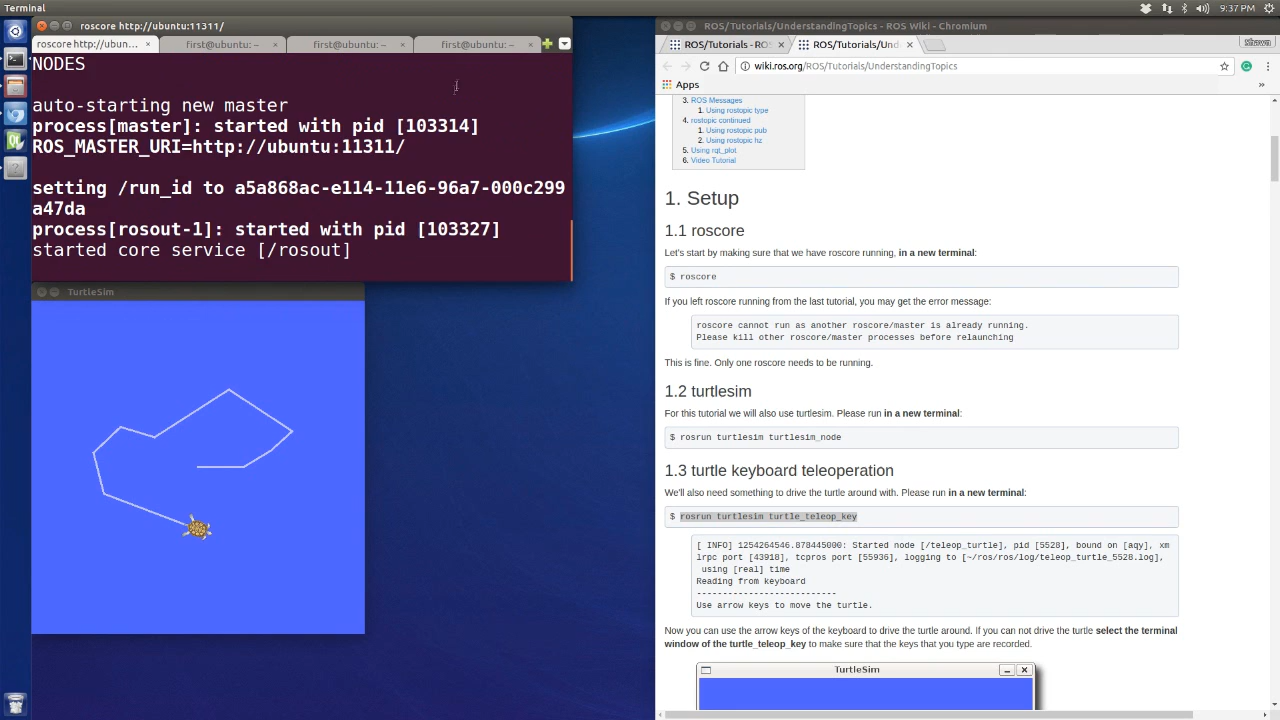 Terminal
9:37 PM
roscore http://ubuntu:11311/
roscore http://ubun... ×
first@ubuntu: ~ ×
first@ubuntu: ~ ×
first@ubuntu: ~ ×
NODES
auto-starting new master
process[master]: started with pid [103314]
ROS_MASTER_URI=http://ubuntu:11311/
setting /run_id to a5a868ac-e114-11e6-96a7-000c299
a47da
process[rosout-1]: started with pid [103327]
started core service [/rosout]
TurtleSim
ROS/Tutorials/UnderstandingTopics - ROS Wiki - Chromium
ROS/Tutorials - ROS ×
ROS/Tutorials/Und ×
Shawn
wiki.ros.org/ROS/Tutorials/UnderstandingTopics
Apps
»
3. ROS Messages
1. Using rostopic type
4. rostopic continued
1. Using rostopic pub
2. Using rostopic hz
5. Using rqt_plot
6. Video Tutorial
1. Setup
1.1 roscore
Let's start by making sure that we have roscore running, in a new terminal:
$ roscore
If you left roscore running from the last tutorial, you may get the error message:
roscore cannot run as another roscore/master is already running.
Please kill other roscore/master processes before relaunching
This is fine. Only one roscore needs to be running.
1.2 turtlesim
For this tutorial we will also use turtlesim. Please run in a new terminal:
$ rosrun turtlesim turtlesim_node
1.3 turtle keyboard teleoperation
We'll also need something to drive the turtle around with. Please run in a new terminal:
$ rosrun turtlesim turtle_teleop_key
[ INFO] 1254264546.878445000: Started node [/teleop_turtle], pid [5528], bound on [aqy], xm
lrpc port [43918], tcpros port [55936], logging to [~/ros/ros/log/teleop_turtle_5528.log],
using [real] time
Reading from keyboard
---------------------------
Use arrow keys to move the turtle.
Now you can use the arrow keys of the keyboard to drive the turtle around. If you can not drive the turtle select the terminal
window of the turtle_teleop_key to make sure that the keys that you type are recorded.
TurtleSim